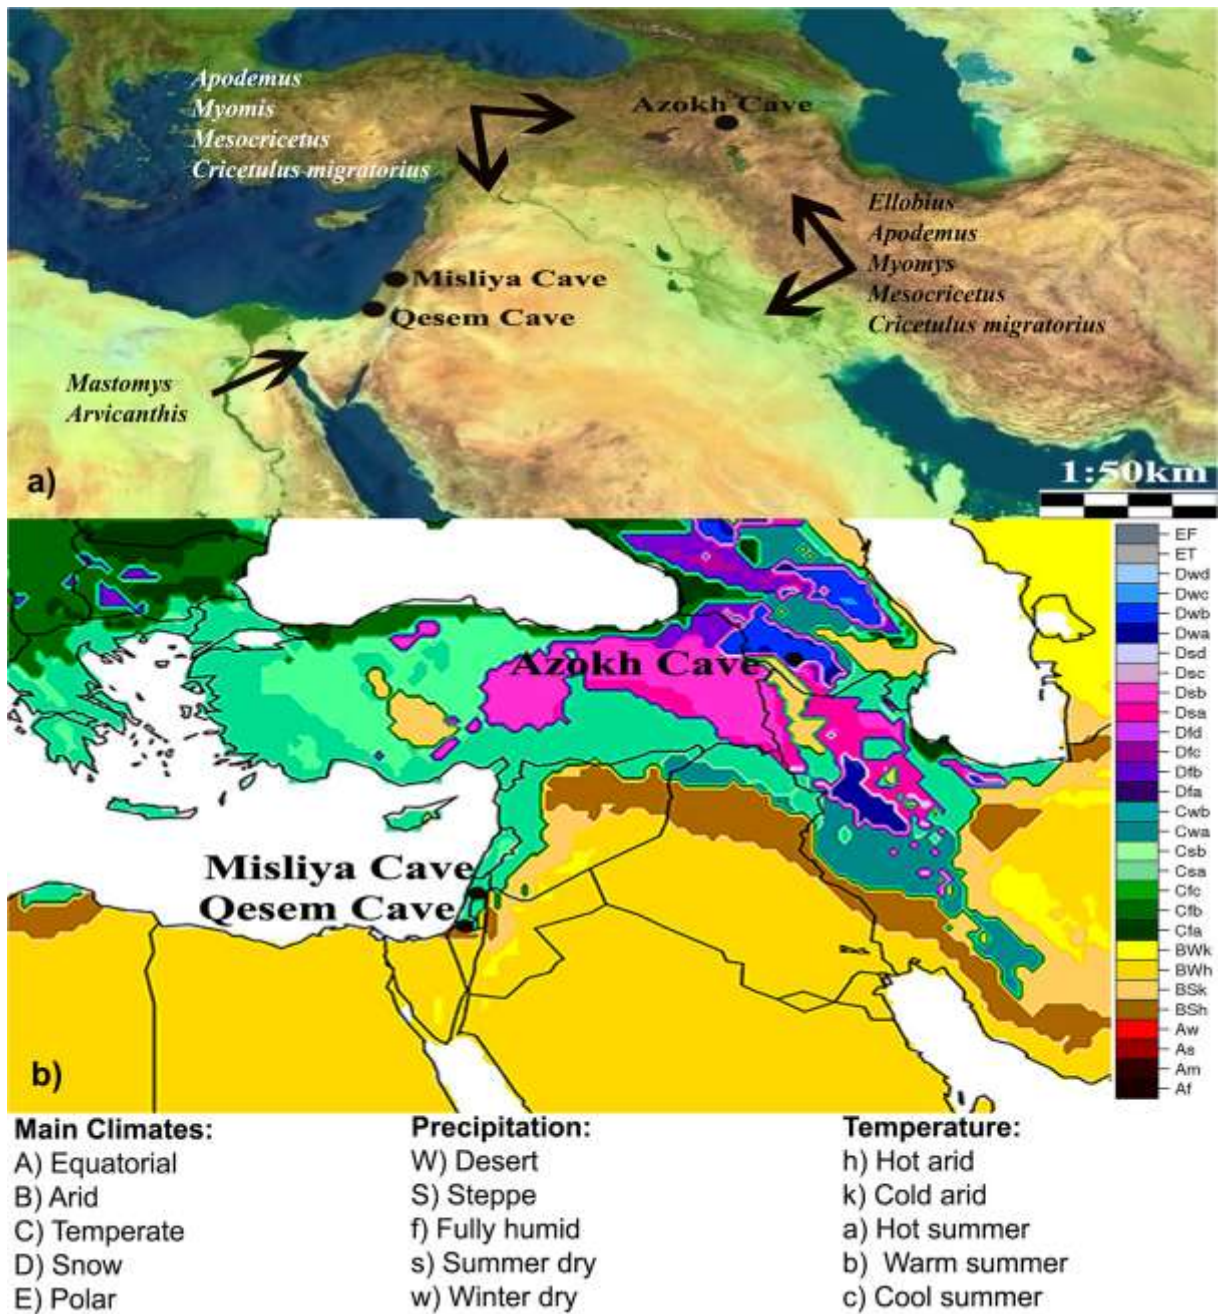 Apodemus
Myomis
Mesocricetus
Cricetulus migratorius
Azokh Cave
Ellobius
Apodemus
Myomys
Mesocricetus
Cricetulus migratorius
Misliya Cave
Qesem Cave
Mastomys
Arvicanthis
a)
1:50km
Azokh Cave
Misliya Cave
Qesem Cave
b)
EF
ET
Dwd
Dwc
Dwb
Dwa
Dsd
Dsc
Dsb
Dsa
Dfd
Dfc
Dfb
Dfa
Cwb
Cwa
Csb
Csa
Cfc
Cfb
Cfa
BWk
BWh
BSk
BSh
Aw
As
Am
Af
Main Climates:
A) Equatorial
B) Arid
C) Temperate
D) Snow
E) Polar
Precipitation:
W) Desert
S) Steppe
f) Fully humid
s) Summer dry
w) Winter dry
Temperature:
h) Hot arid
k) Cold arid
a) Hot summer
b) Warm summer
c) Cool summer